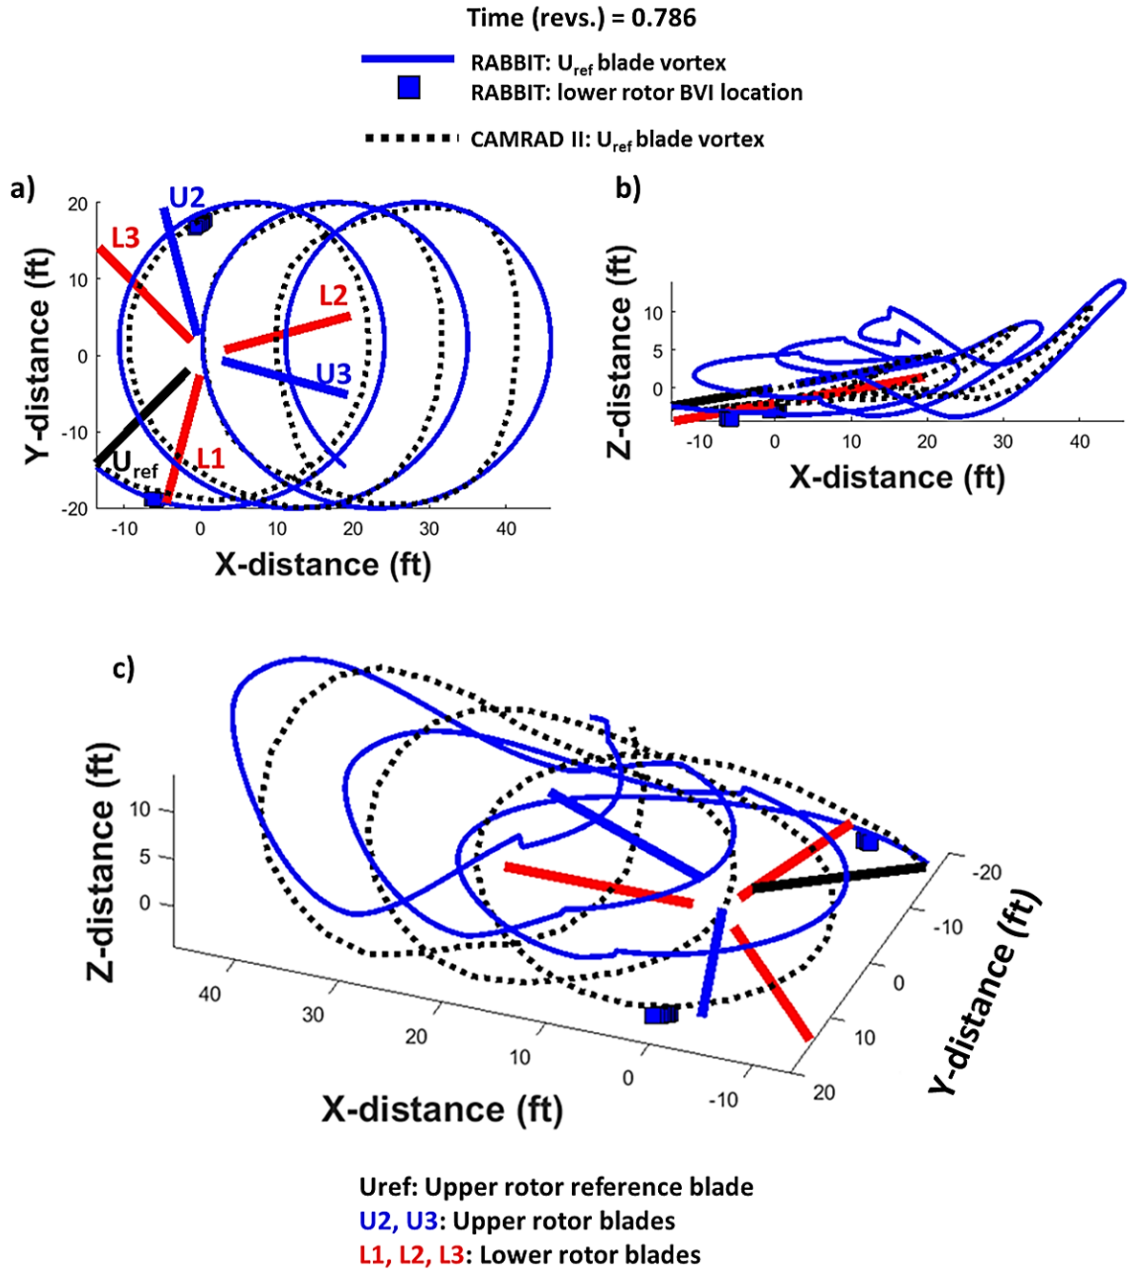 Time (revs.) = 0.786
RABBIT: Uref blade vortex
RABBIT: lower rotor BVI location
CAMRAD II: Uref blade vortex
a)
20
10
0
-10
-20
Y-distance (ft)
U2
L3
L2
U3
Uref
L1
-10 0 10 20 30 40
X-distance (ft)
b)
10
5
0
Z-distance (ft)
-10 0 10 20 30 40
X-distance (ft)
c)
10
5
0
Z-distance (ft)
40 30 20 10 0 -10
X-distance (ft)
-20
-10
0
10
20
Y-distance (ft)
Uref: Upper rotor reference blade
U2, U3: Upper rotor blades
L1, L2, L3: Lower rotor blades